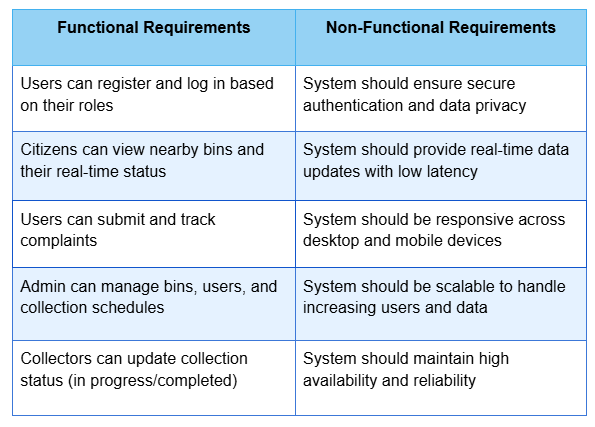 Functional Requirements
Non-Functional Requirements
Users can register and log in based
on their roles
System should ensure secure
authentication and data privacy
Citizens can view nearby bins and
their real-time status
System should provide real-time data
updates with low latency
Users can submit and track
complaints
System should be responsive across
desktop and mobile devices
Admin can manage bins, users, and
collection schedules
System should be scalable to handle
increasing users and data
Collectors can update collection
status (in progress/completed)
System should maintain high
availability and reliability